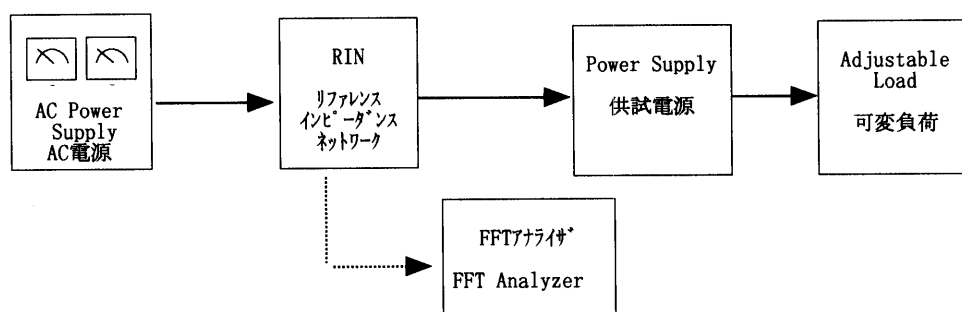 AC Power
Supply
AC電源
RIN
ﾘﾌｧﾚﾝｽ
ｲﾝﾋﾟｰﾀﾞﾝｽ
ﾈｯﾄﾜｰｸ
Power Supply
供試電源
Adjustable
Load
可変負荷
FFTｱﾅﾗｲｻﾞ
FFT Analyzer